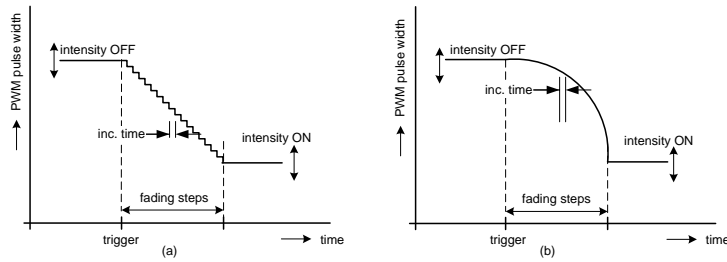 PWM pulse width
intensity OFF
inc. time
intensity ON
fading steps
trigger
time
(a)
PWM pulse width
intensity OFF
inc. time
intensity ON
fading steps
trigger
time
(b)